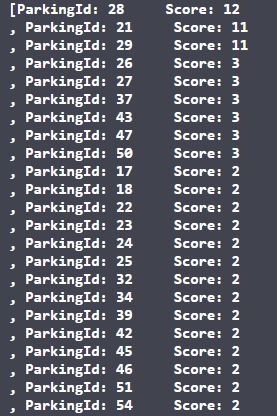 [ParkingId: 28 Score: 12
, ParkingId: 21 Score: 11
, ParkingId: 29 Score: 11
, ParkingId: 26 Score: 3
, ParkingId: 27 Score: 3
, ParkingId: 37 Score: 3
, ParkingId: 43 Score: 3
, ParkingId: 47 Score: 3
, ParkingId: 50 Score: 3
, ParkingId: 17 Score: 2
, ParkingId: 18 Score: 2
, ParkingId: 22 Score: 2
, ParkingId: 23 Score: 2
, ParkingId: 24 Score: 2
, ParkingId: 25 Score: 2
, ParkingId: 32 Score: 2
, ParkingId: 34 Score: 2
, ParkingId: 39 Score: 2
, ParkingId: 42 Score: 2
, ParkingId: 45 Score: 2
, ParkingId: 46 Score: 2
, ParkingId: 51 Score: 2
, ParkingId: 54 Score: 2